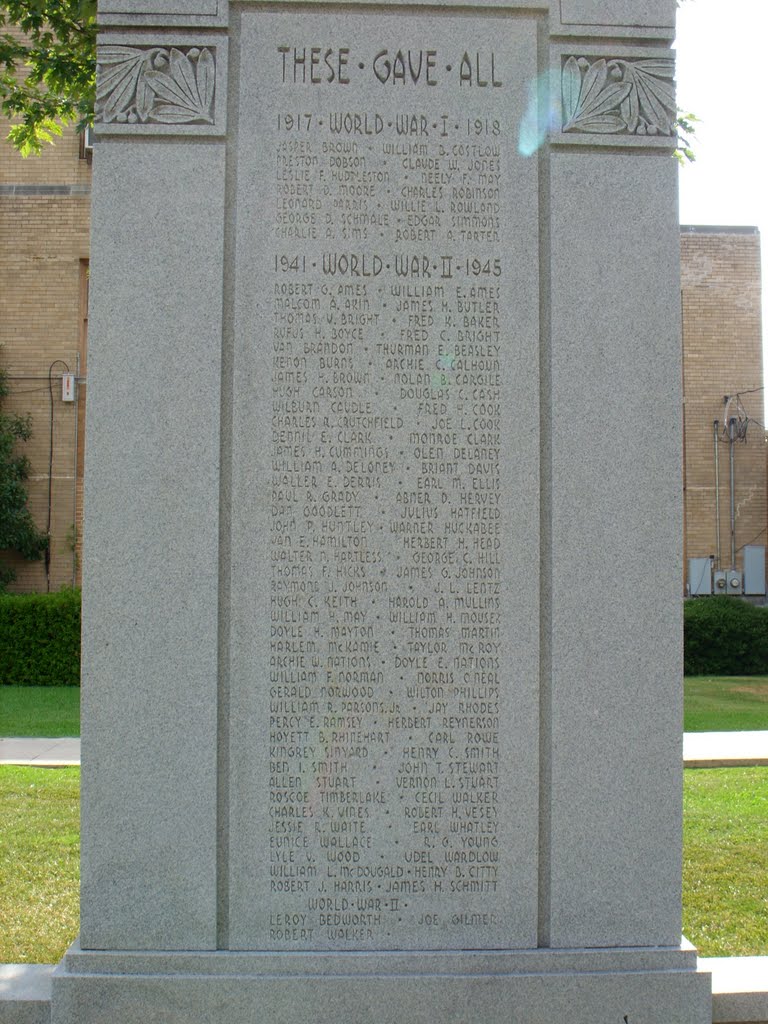 THESE · GAVE · ALL
1917 · WORLD · WAR · I · 1918
JASPER BROWN · WILLIAM B. COSTLOW
PRESTON DOBSON · CLAUDE W. JONES
LESLIE F. HUDDLESTON · NEELY F. MAY
ROBERT D. MOORE · CHARLES ROBINSON
LEONARD PARRIS · WILLIE L. ROWLAND
GEORGE D. SCHMALE · EDGAR SIMMONS
CHARLIE A. SIMS · ROBERT A. TARTER
1941 · WORLD · WAR · II · 1945
ROBERT G. AMES · WILLIAM E. AMES
MALCOM A. AKIN · JAMES H. BUTLER
THOMAS V. BRIGHT · FRED K. BAKER
RUFUS H. BOYCE · FRED C. BRIGHT
VAN BRANDON · THURMAN E. BEASLEY
KENON BURNS · ARCHIE C. CALHOUN
JAMES H. BROWN · NOLAN B. CARGILE
HUGH CARSON · DOUGLAS C. CASH
WILBURN CAUDLE · FRED H. COOK
CHARLES R. CRUTCHFIELD · JOE L. COOK
DENNIL E. CLARK · MONROE CLARK
JAMES H. CUMMINGS · OLEN DELANEY
WILLIAM A. DELONEY · BRIANT DAVIS
WALLER E. DERRIS · EARL M. ELLIS
PAUL B. GRADY · ABNER D. HERVEY
DAN GOODLETT · JULIUS HATFIELD
JOHN P. HUNTLEY · WARNER HUCKABEE
VAN E. HAMILTON · HERBERT H. HEAD
WALTER N. HARTLESS · GEORGE C. HILL
THOMAS F. HICKS · JAMES G. JOHNSON
RAYMOND J. JOHNSON · J. L. LENTZ
HUGH C. KEITH · HAROLD A. MULLINS
WILLIAM H. MAY · WILLIAM H. MOUSER
DOYLE H. MAYTON · THOMAS MARTIN
HARLEM McKAMIE · TAYLOR McROY
ARCHIE W. NATIONS · DOYLE E. NATIONS
WILLIAM F. NORMAN · NORRIS O'NEAL
GERALD NORWOOD · WILTON PHILLIPS
WILLIAM R. PARSONS, Jr. · JAY RHODES
PERCY E. RAMSEY · HERBERT REYNERSON
HOYETT B. RHINEHART · CARL ROWE
KINGREY SINYARD · HENRY C. SMITH
BEN I. SMITH · JOHN T. STEWART
ALLEN STUART · VERNON L. STUART
ROSCOE TIMBERLAKE · CECIL WALKER
CHARLES K. VINES · ROBERT H. VESEY
JESSIE R. WAITE · EARL WHATLEY
EUNICE WALLACE · R. G. YOUNG
LYLE V. WOOD · UDEL WARDLOW
WILLIAM L. McDOUGALD · HENRY B. CITTY
ROBERT J. HARRIS · JAMES H. SCHMITT
WORLD · WAR · II ·
LEROY BEDWORTH · JOE GILMER
ROBERT WALKER ·